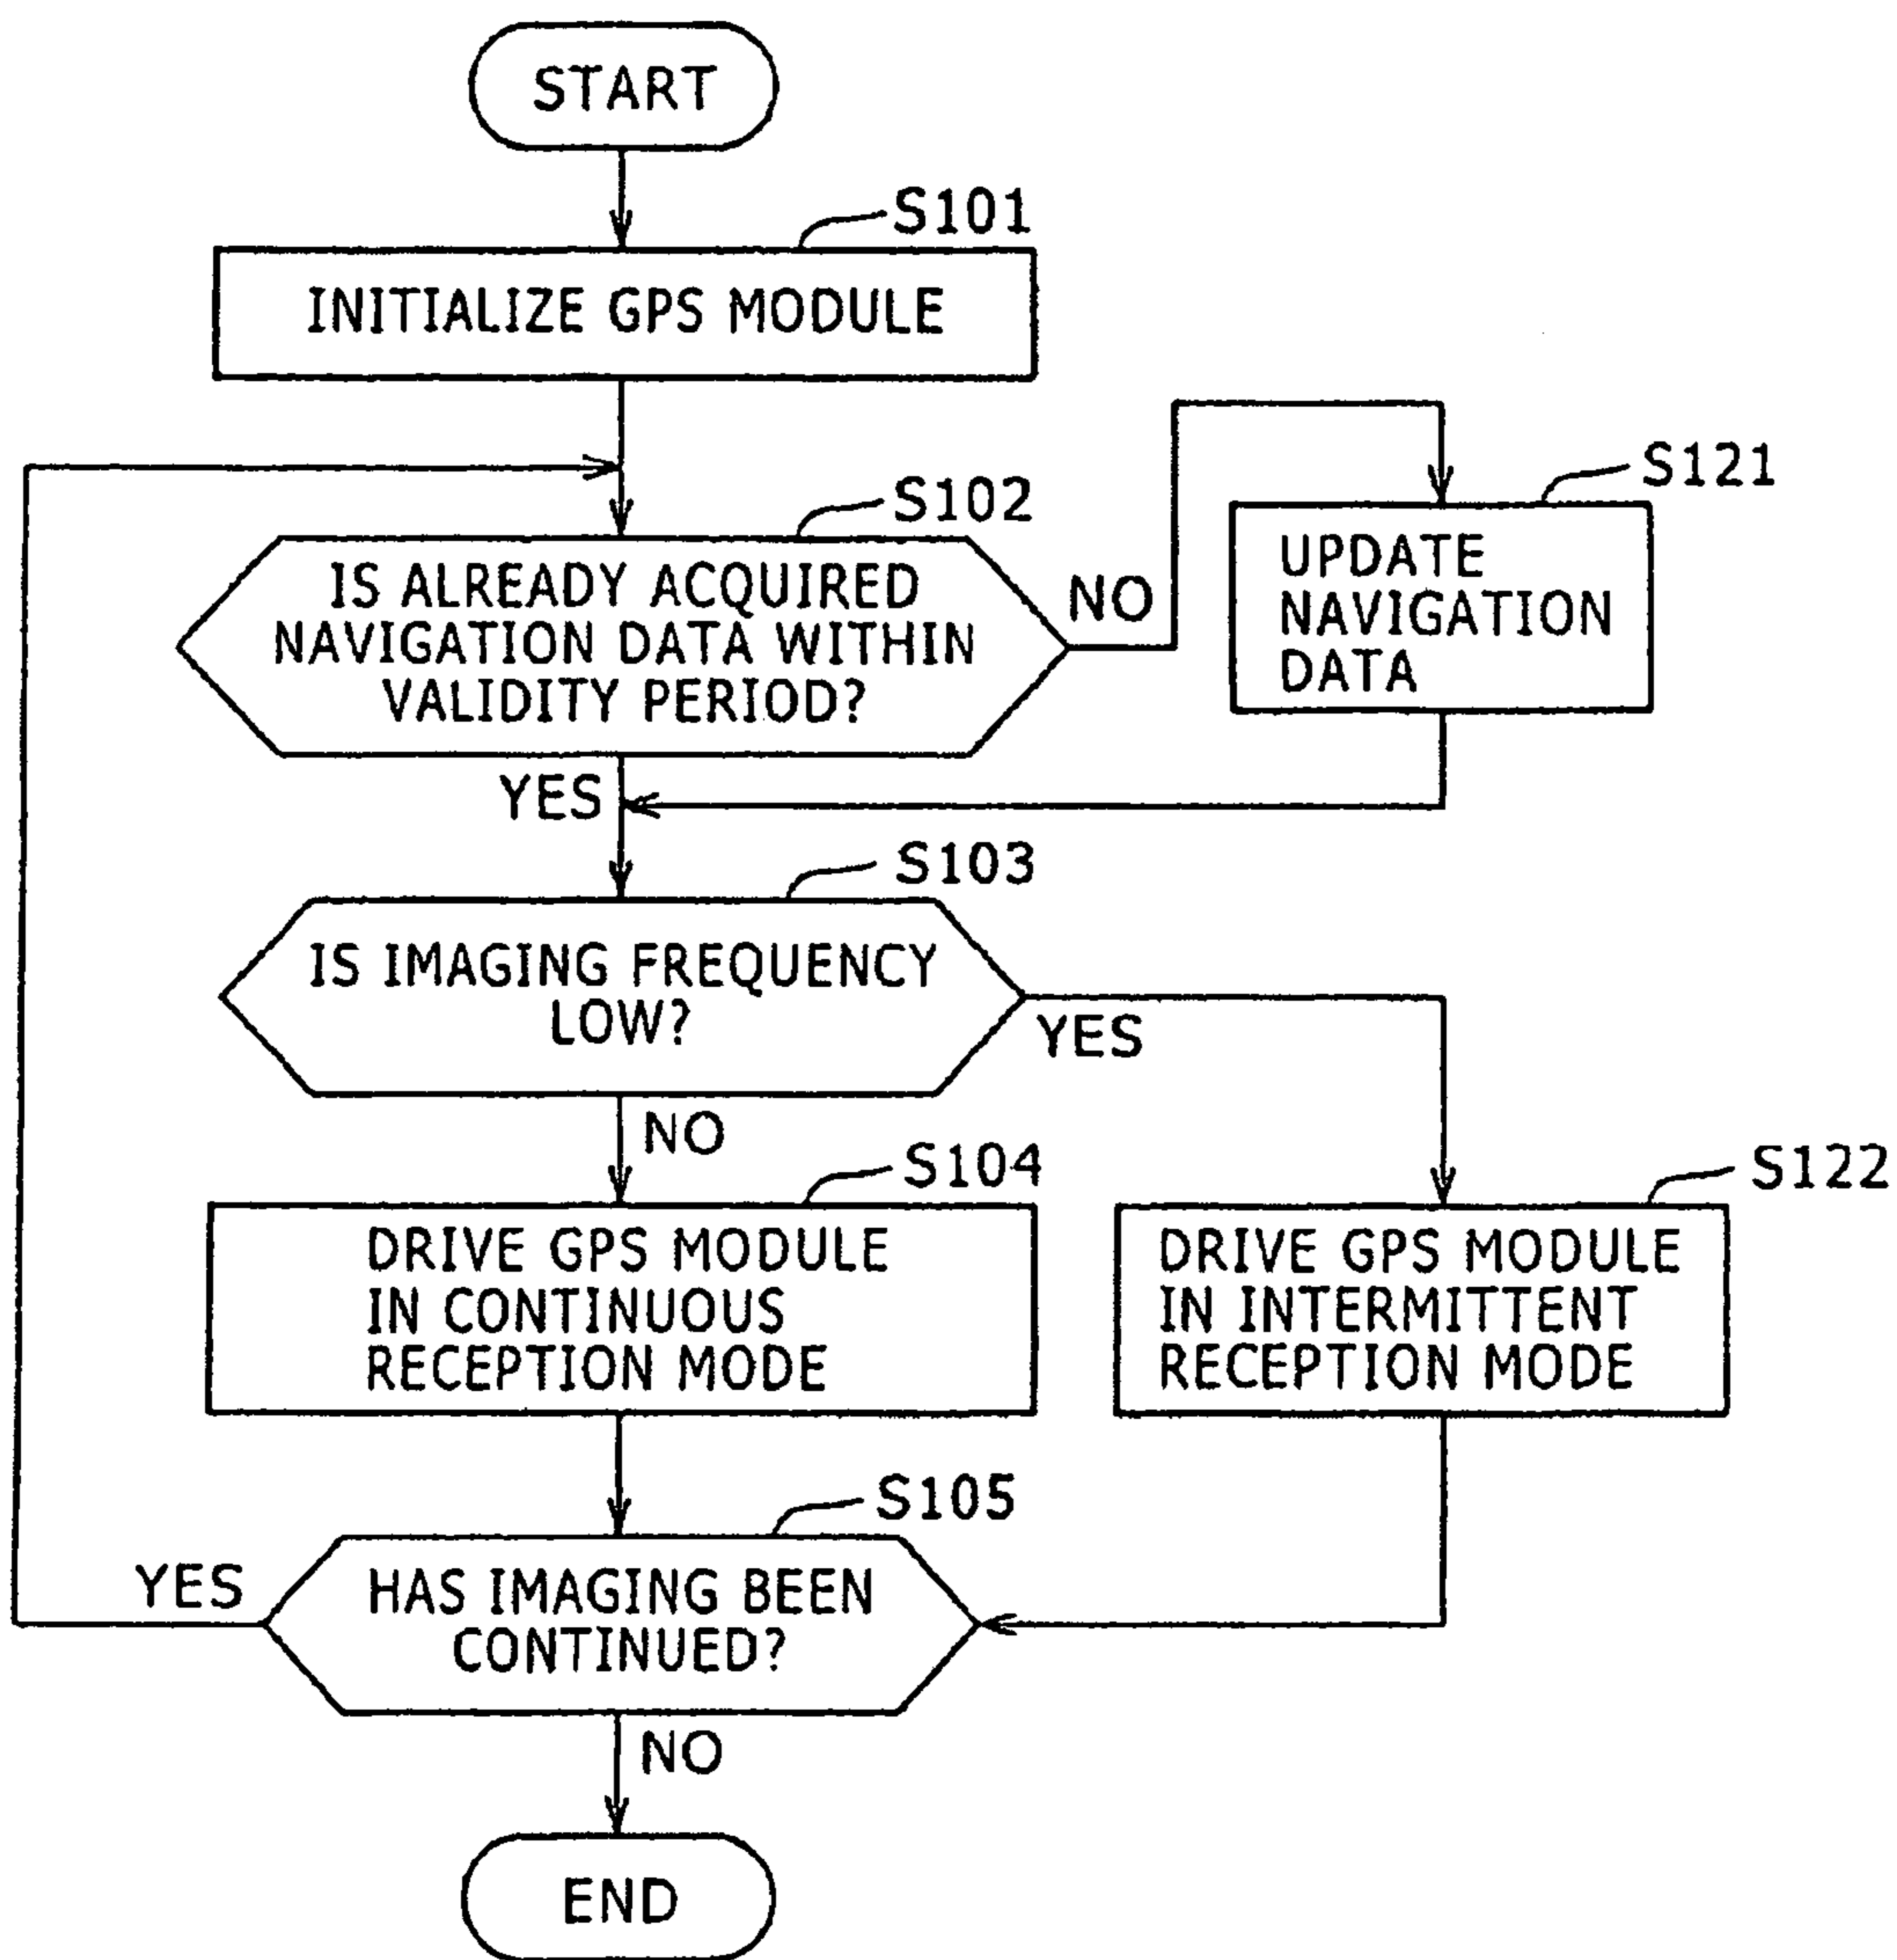 START
S101
INITIALIZE GPS MODULE
S102
IS ALREADY ACQUIRED
NAVIGATION DATA WITHIN
VALIDITY PERIOD?
NO
S121
UPDATE
NAVIGATION
DATA
YES
S103
IS IMAGING FREQUENCY
LOW?
YES
NO
S104
DRIVE GPS MODULE
IN CONTINUOUS
RECEPTION MODE
S122
DRIVE GPS MODULE
IN INTERMITTENT
RECEPTION MODE
S105
HAS IMAGING BEEN
CONTINUED?
YES
NO
END